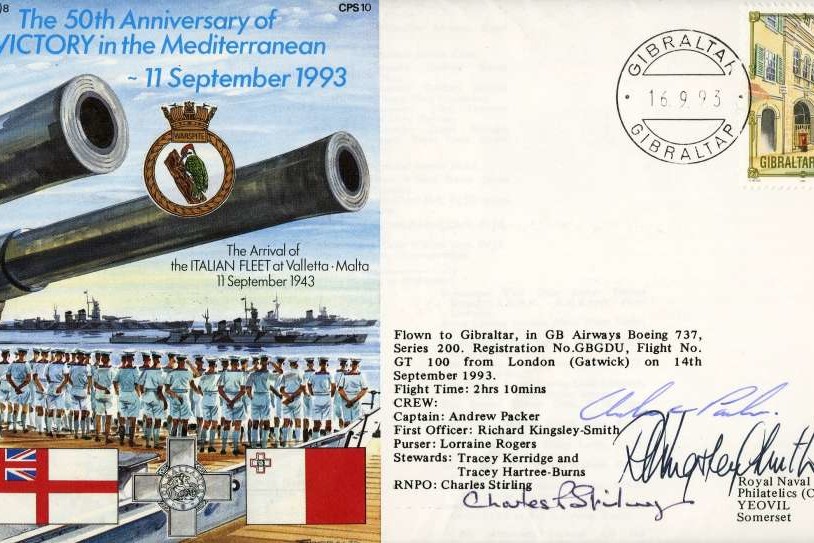 )8
CPS10
The 50th Anniversary of
VICTORY in the Mediterranean
~ 11 September 1993
WARSPITE
The Arrival of
the ITALIAN FLEET at Valletta · Malta
11 September 1943
GIBRALTAR
· 16.9.93 ·
GIBRALTAR
GIBRALTAR
Flown to Gibraltar, in GB Airways Boeing 737,
Series 200. Registration No.GBGDU, Flight No.
GT 100 from London (Gatwick) on 14th
September 1993.
Flight Time: 2hrs 10mins
CREW:
Captain: Andrew Packer
First Officer: Richard Kingsley-Smith
Purser: Lorraine Rogers
Stewards: Tracey Kerridge and
Tracey Hartree-Burns
RNPO: Charles Stirling
Charles Stirling
Royal Naval
Philatelics (C
YEOVIL
Somerset